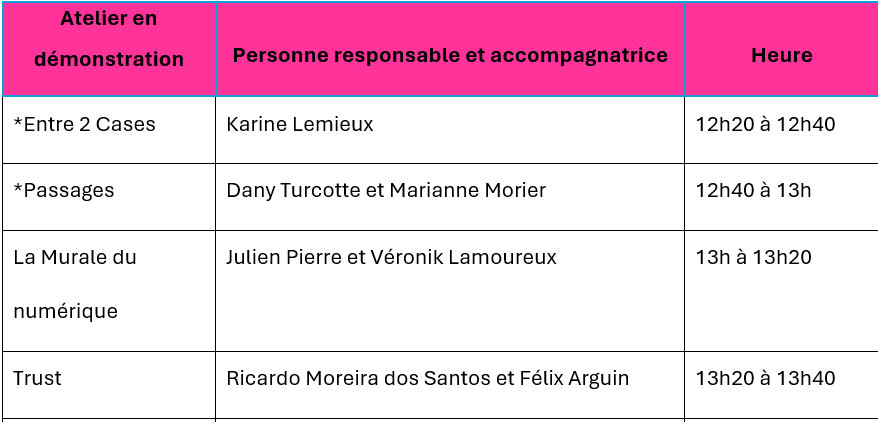 Atelier en
démonstration
Personne responsable et accompagnatrice
Heure
*Entre 2 Cases
Karine Lemieux
12h20 à 12h40
*Passages
Dany Turcotte et Marianne Morier
12h40 à 13h
La Murale du
numérique
Julien Pierre et Véronik Lamoureux
13h à 13h20
Trust
Ricardo Moreira dos Santos et Félix Arguin
13h20 à 13h40